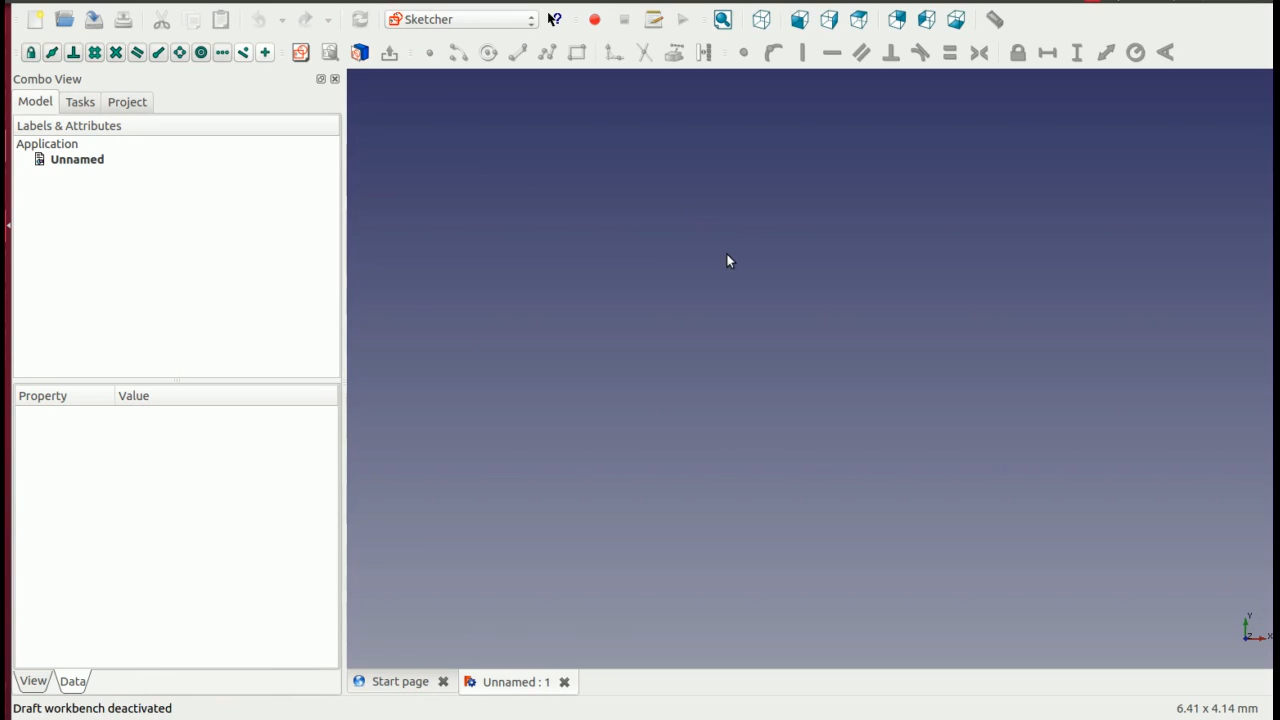 Sketcher
Combo View
Model Tasks Project
Labels & Attributes
Application
Unnamed
Property Value
View Data
Start page Unnamed : 1
Y
Z X
Draft workbench deactivated 6.41 x 4.14 mm